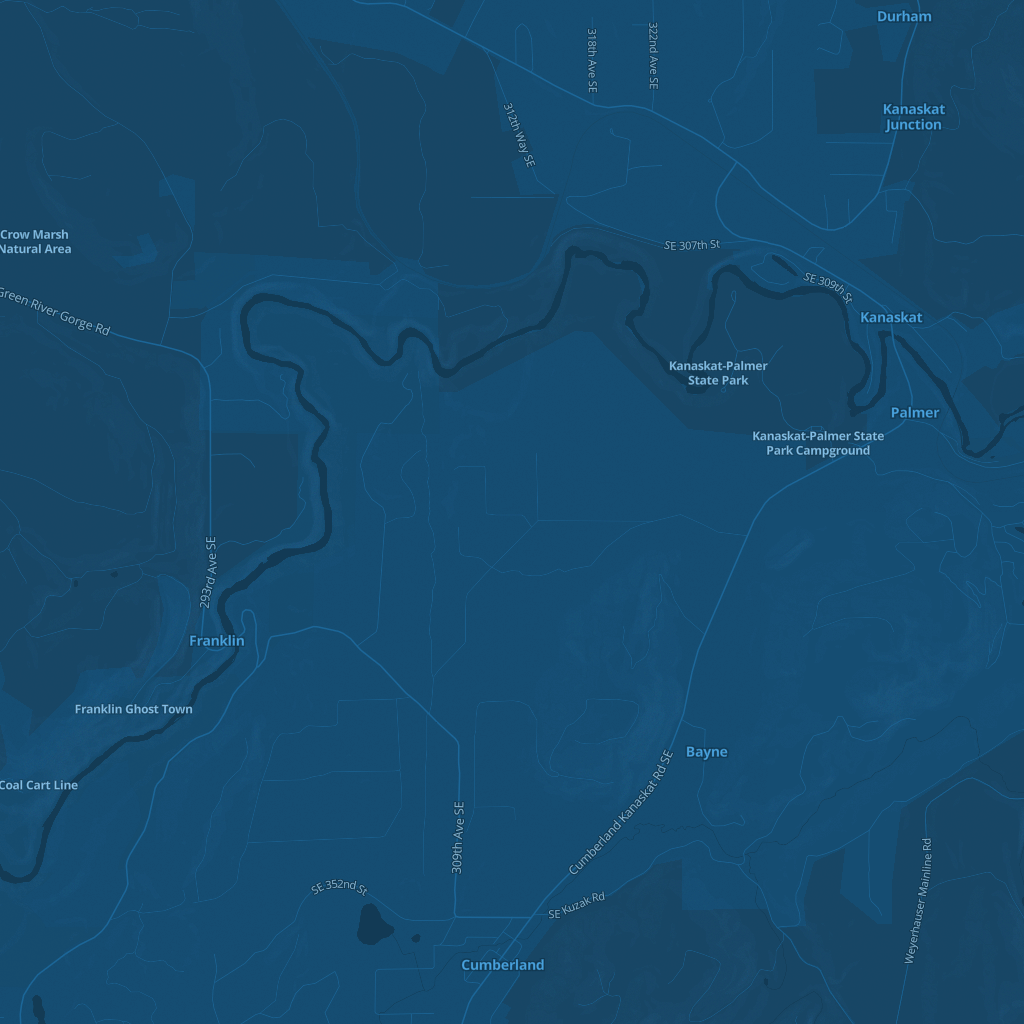 Durham
318th Ave SE
322nd Ave SE
312th Way SE
Kanaskat
Junction
Crow Marsh
Natural Area
SE 307th St
SE 309th St
Green River Gorge Rd
Kanaskat
Kanaskat-Palmer
State Park
Palmer
Kanaskat-Palmer State
Park Campground
293rd Ave SE
Franklin
Franklin Ghost Town
Bayne
Coal Cart Line
Cumberland Kanaskat Rd SE
309th Ave SE
Weyerhauser Mainline Rd
SE 352nd St
SE Kuzak Rd
Cumberland